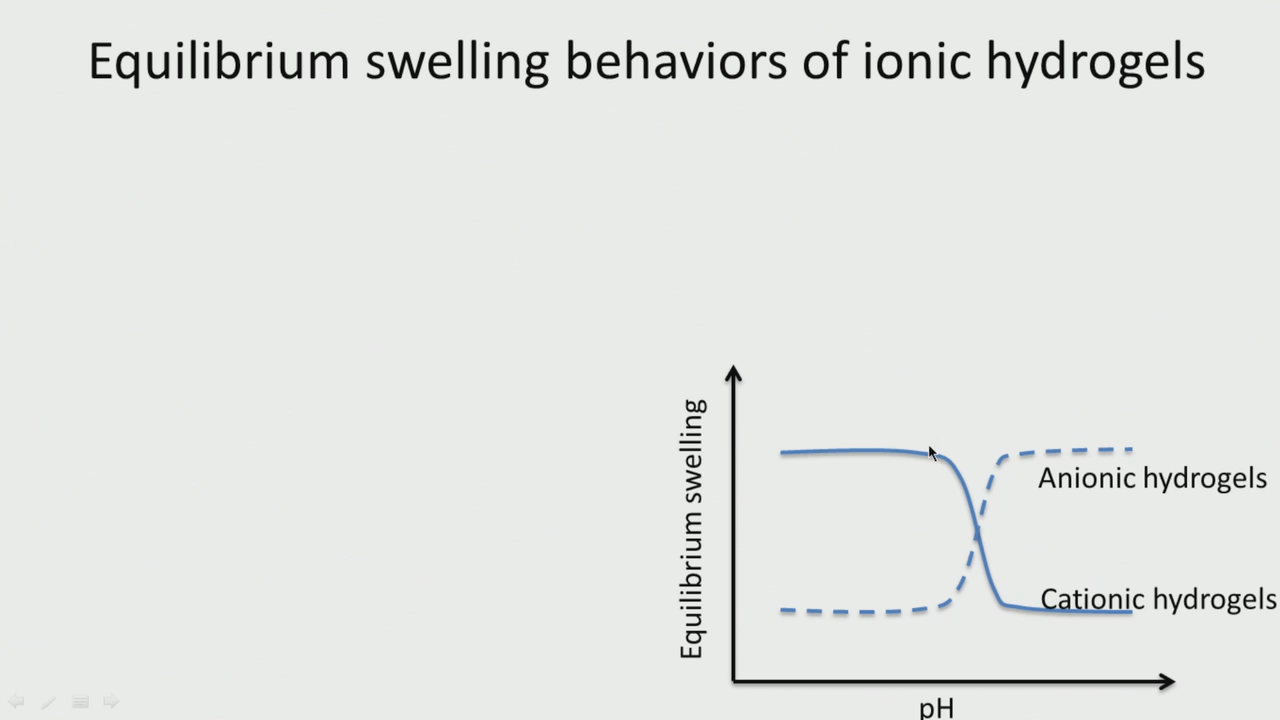 Equilibrium swelling behaviors of ionic hydrogels
Equilibrium swelling
Anionic hydrogels
Cationic hydrogels
pH